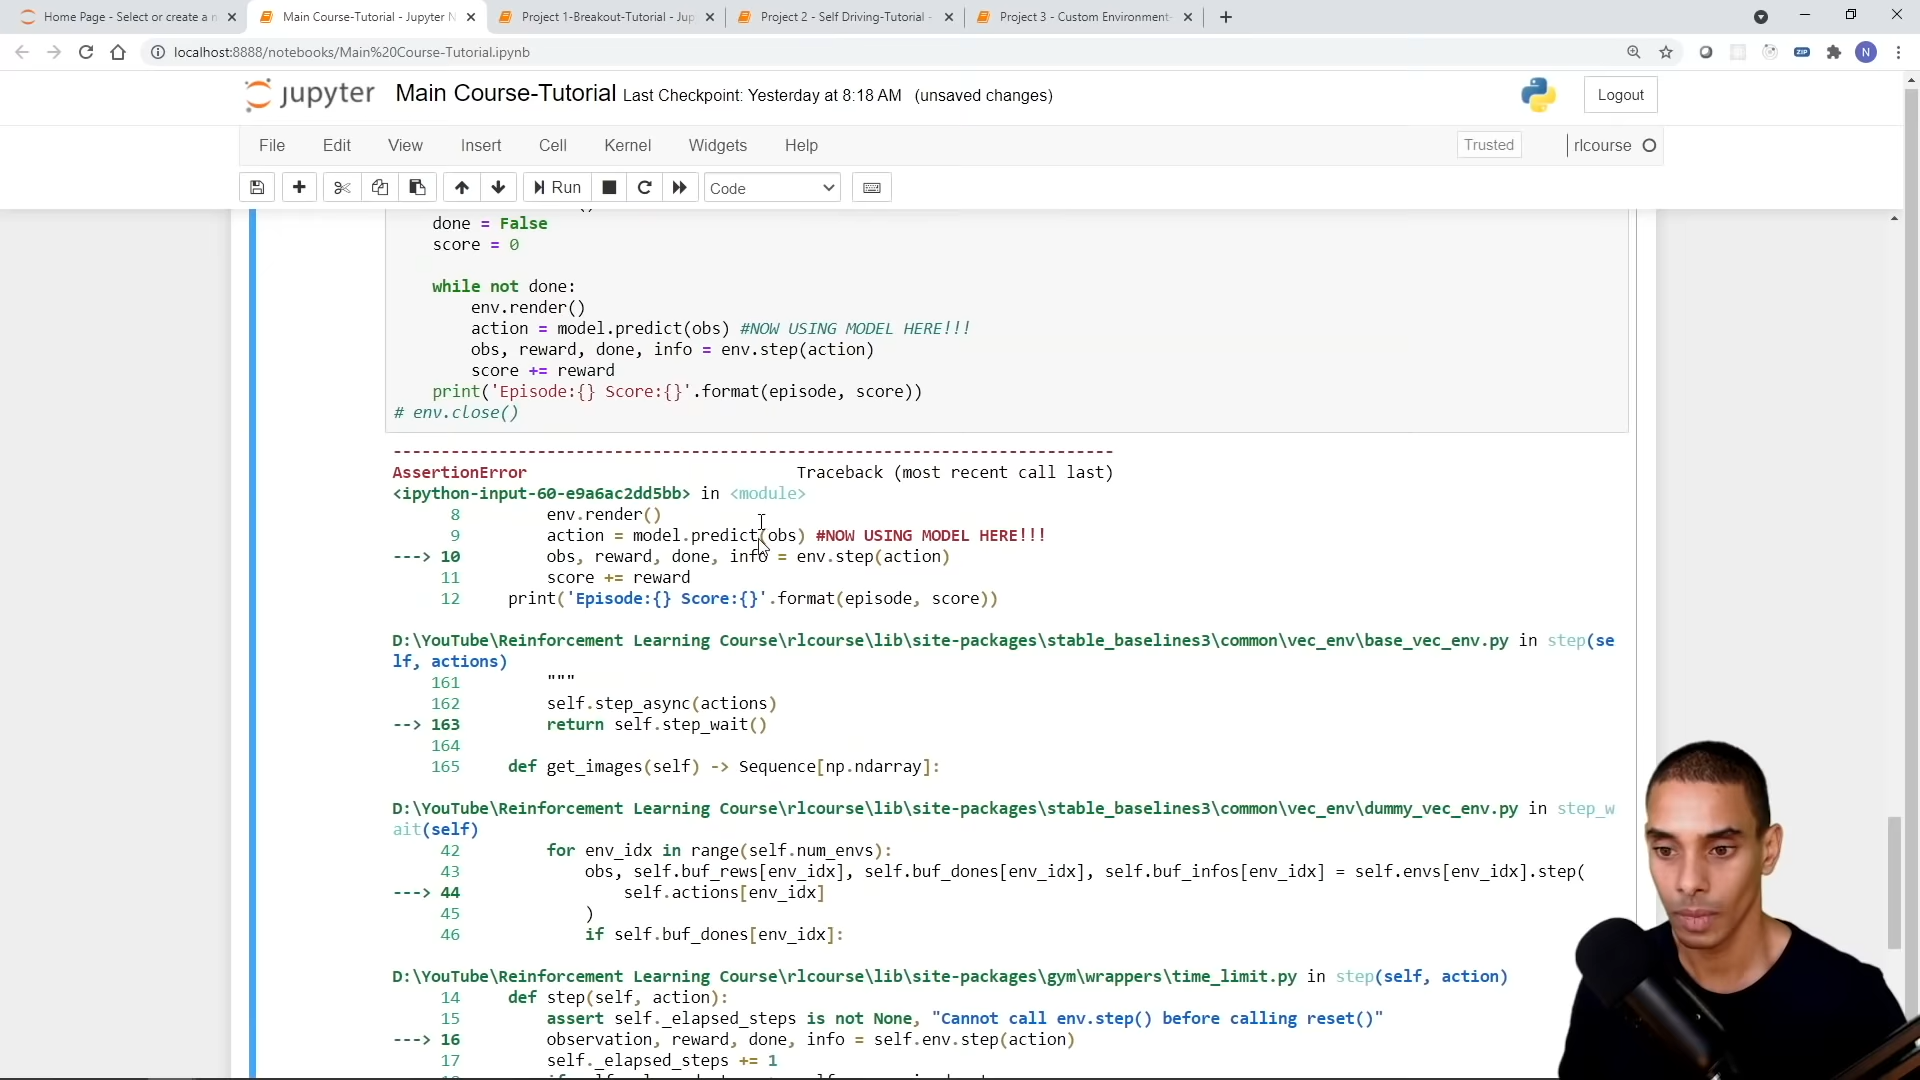 Home Page - Select or create a n
Main Course-Tutorial - Jupyter N
Project 1-Breakout-Tutorial - Jup
Project 2 - Self Driving-Tutorial -
Project 3 - Custom Environment-
localhost:8888/notebooks/Main%20Course-Tutorial.ipynb
ZIP
N
jupyter Main Course-Tutorial Last Checkpoint: Yesterday at 8:18 AM (unsaved changes)
Logout
File Edit View Insert Cell Kernel Widgets Help
Trusted
rlcourse
Run
Code
done = False
score = 0
while not done:
env.render()
action = model.predict(obs) #NOW USING MODEL HERE!!!
obs, reward, done, info = env.step(action)
score += reward
print('Episode:{} Score:{}'.format(episode, score))
# env.close()
---------------------------------------------------------------------------
AssertionError Traceback (most recent call last)
<ipython-input-60-e9a6ac2dd5bb> in <module>
8 env.render()
9 action = model.predict(obs) #NOW USING MODEL HERE!!!
---> 10 obs, reward, done, info = env.step(action)
11 score += reward
12 print('Episode:{} Score:{}'.format(episode, score))
D:\YouTube\Reinforcement Learning Course\rlcourse\lib\site-packages\stable_baselines3\common\vec_env\base_vec_env.py in step(se
lf, actions)
161 """
162 self.step_async(actions)
--> 163 return self.step_wait()
164
165 def get_images(self) -> Sequence[np.ndarray]:
D:\YouTube\Reinforcement Learning Course\rlcourse\lib\site-packages\stable_baselines3\common\vec_env\dummy_vec_env.py in step_w
ait(self)
42 for env_idx in range(self.num_envs):
43 obs, self.buf_rews[env_idx], self.buf_dones[env_idx], self.buf_infos[env_idx] = self.envs[env_idx].step(
---> 44 self.actions[env_idx]
45 )
46 if self.buf_dones[env_idx]:
D:\YouTube\Reinforcement Learning Course\rlcourse\lib\site-packages\gym\wrappers\time_limit.py in step(self, action)
14 def step(self, action):
15 assert self._elapsed_steps is not None, "Cannot call env.step() before calling reset()"
---> 16 observation, reward, done, info = self.env.step(action)
17 self._elapsed_steps += 1